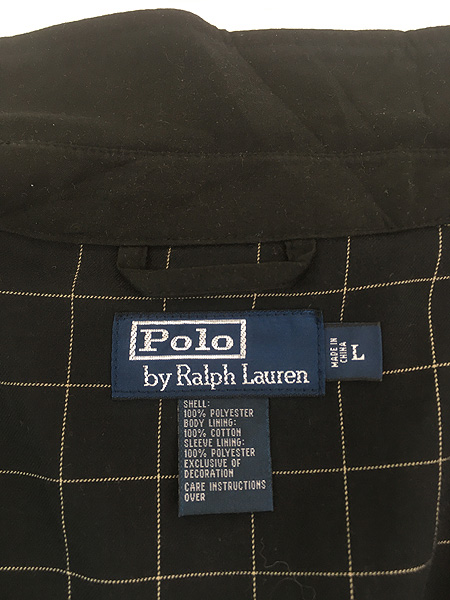 Polo
by Ralph Lauren
MADE IN
CHINA
L
SHELL:
100% POLYESTER
BODY LINING:
100% COTTON
SLEEVE LINING:
100% POLYESTER
EXCLUSIVE OF
DECORATION
CARE INSTRUCTIONS
OVER